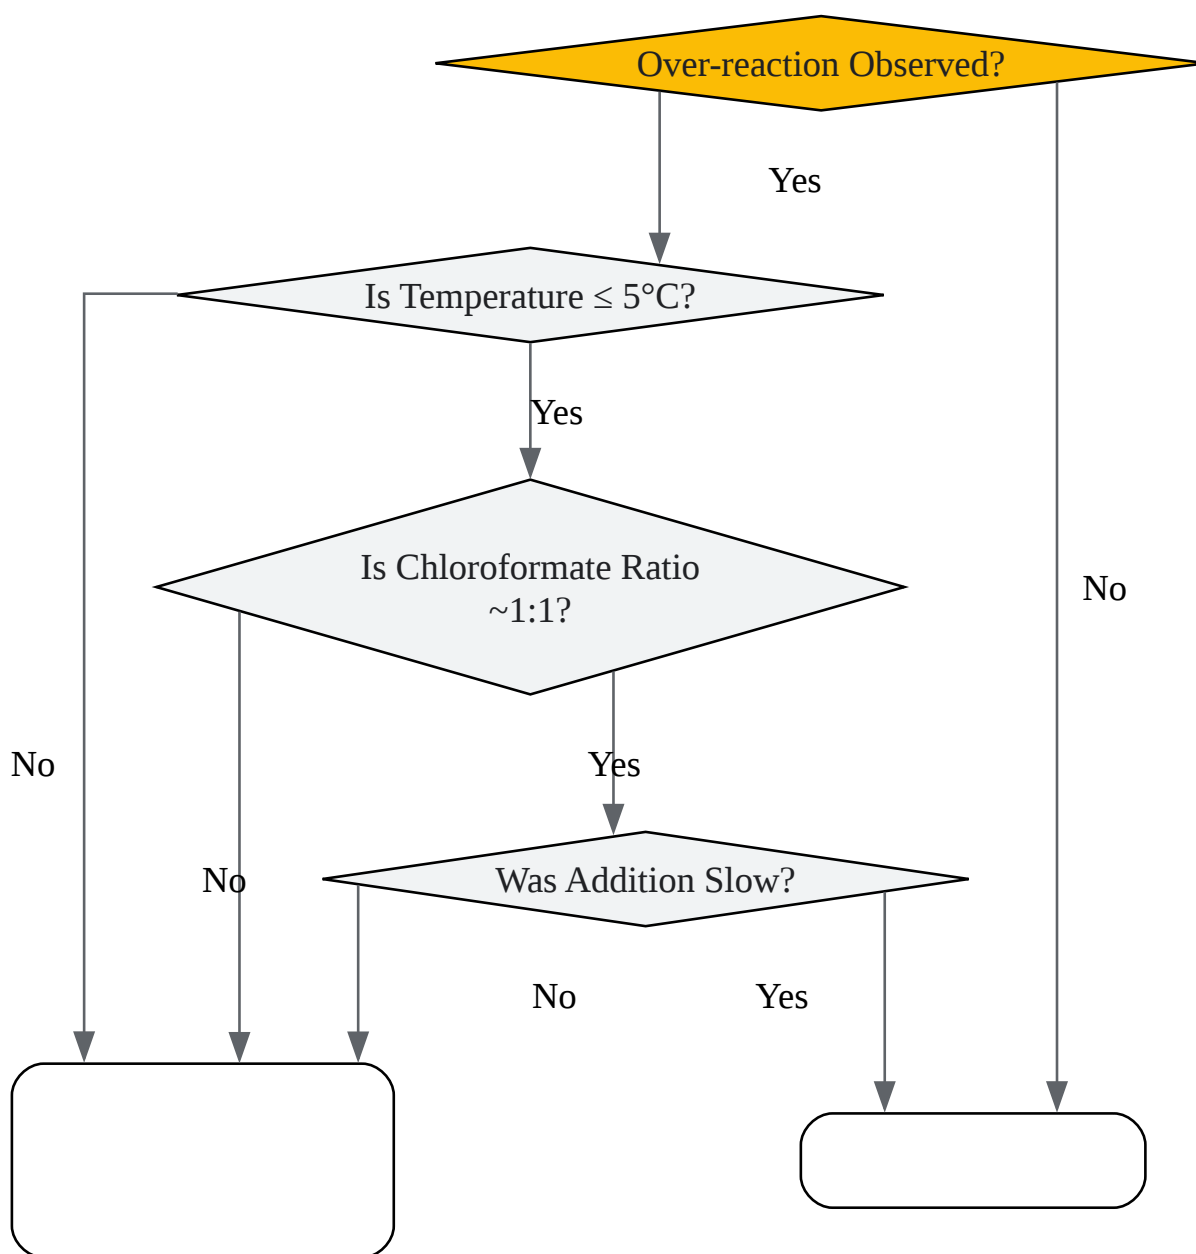 Over-reaction Observed?
Yes
Is Temperature ≤ 5°C?
Yes
Is Chloroformate Ratio
~1:1?
No
No
Yes
No
Was Addition Slow?
No
Yes